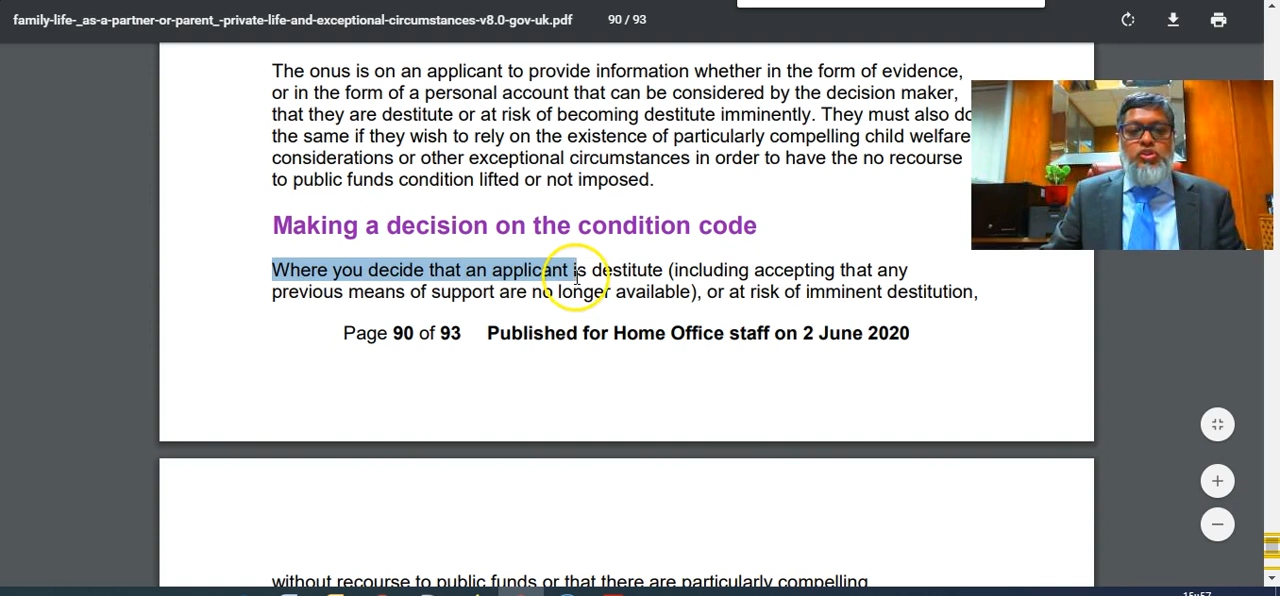 family-life-_as-a-partner-or-parent_-private-life-and-exceptional-circumstances-v8.0-gov-uk.pdf 90 / 93
The onus is on an applicant to provide information whether in the form of evidence,
or in the form of a personal account that can be considered by the decision maker,
that they are destitute or at risk of becoming destitute imminently. They must also do
the same if they wish to rely on the existence of particularly compelling child welfare
considerations or other exceptional circumstances in order to have the no recourse
to public funds condition lifted or not imposed.
Making a decision on the condition code
Where you decide that an applicant is destitute (including accepting that any
previous means of support are no longer available), or at risk of imminent destitution,
Page 90 of 93 Published for Home Office staff on 2 June 2020
without recourse to public funds or that there are particularly compelling